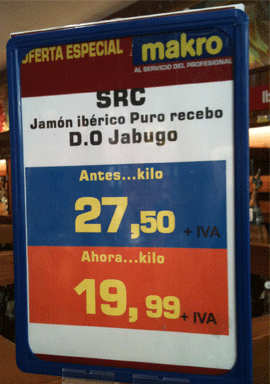 OFERTA ESPECIAL
makro
AL SERVICIO DEL PROFESIONAL
SRC
Jamón ibérico Puro recebo
D.O Jabugo
Antes...kilo
27,50 + IVA
Ahora...kilo
19,99 + IVA